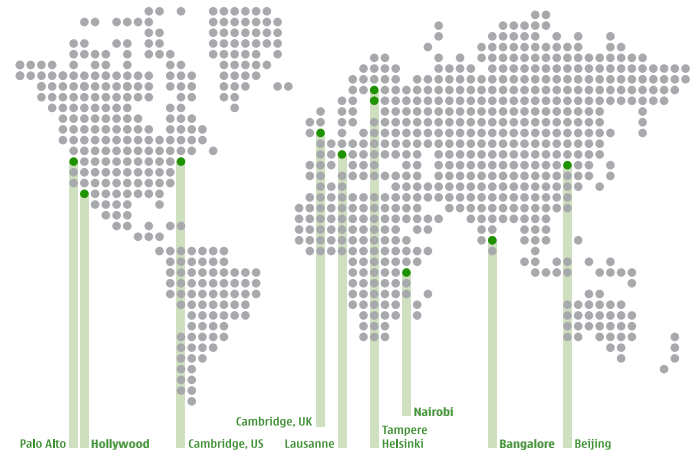 Nairobi
Cambridge, UK
Tampere
Palo Alto
Hollywood
Cambridge, US
Lausanne
Helsinki
Bangalore
Beijing